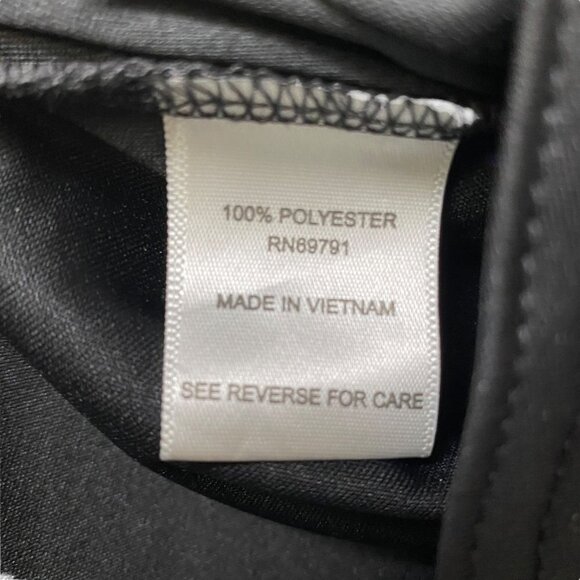 100% POLYESTER
RN69791
MADE IN VIETNAM
SEE REVERSE FOR CARE